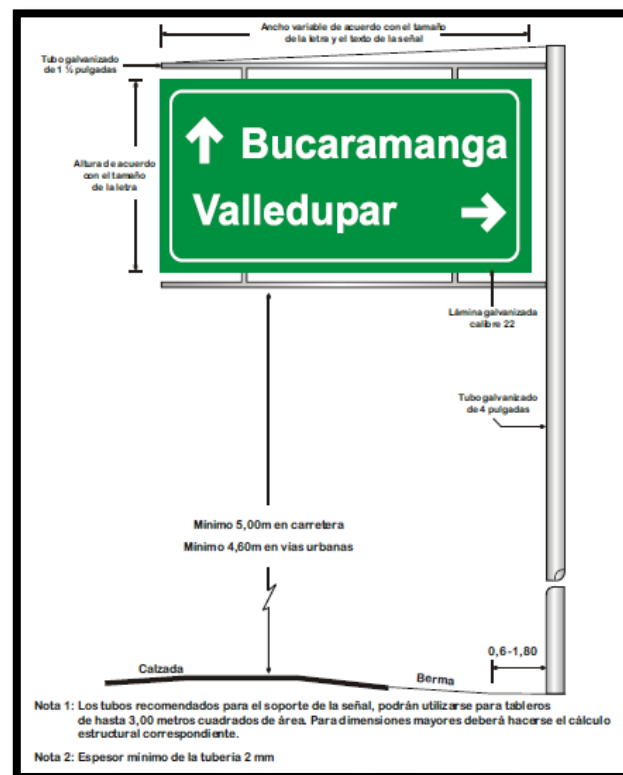 Ancho variable de acuerdo con el tamaño
de la letra y el texto de la señal
Tubo galvanizado
de 1 ½ pulgadas
Bucaramanga
Valledupar
Altura de acuerdo
con el tamaño
de la letra
Lámina galvanizada
calibre 22
Tubo galvanizado
de 4 pulgadas
Mínimo 5,00m en carretera
Mínimo 4,60m en vías urbanas
0,6-1,80
Calzada
Berma
Nota 1: Los tubos recomendados para el soporte de la señal, podrán utilizarse para tableros
de hasta 3,00 metros cuadrados de área. Para dimensiones mayores deberá hacerse el cálculo
estructural correspondiente.
Nota 2: Espesor mínimo de la tubería 2 mm